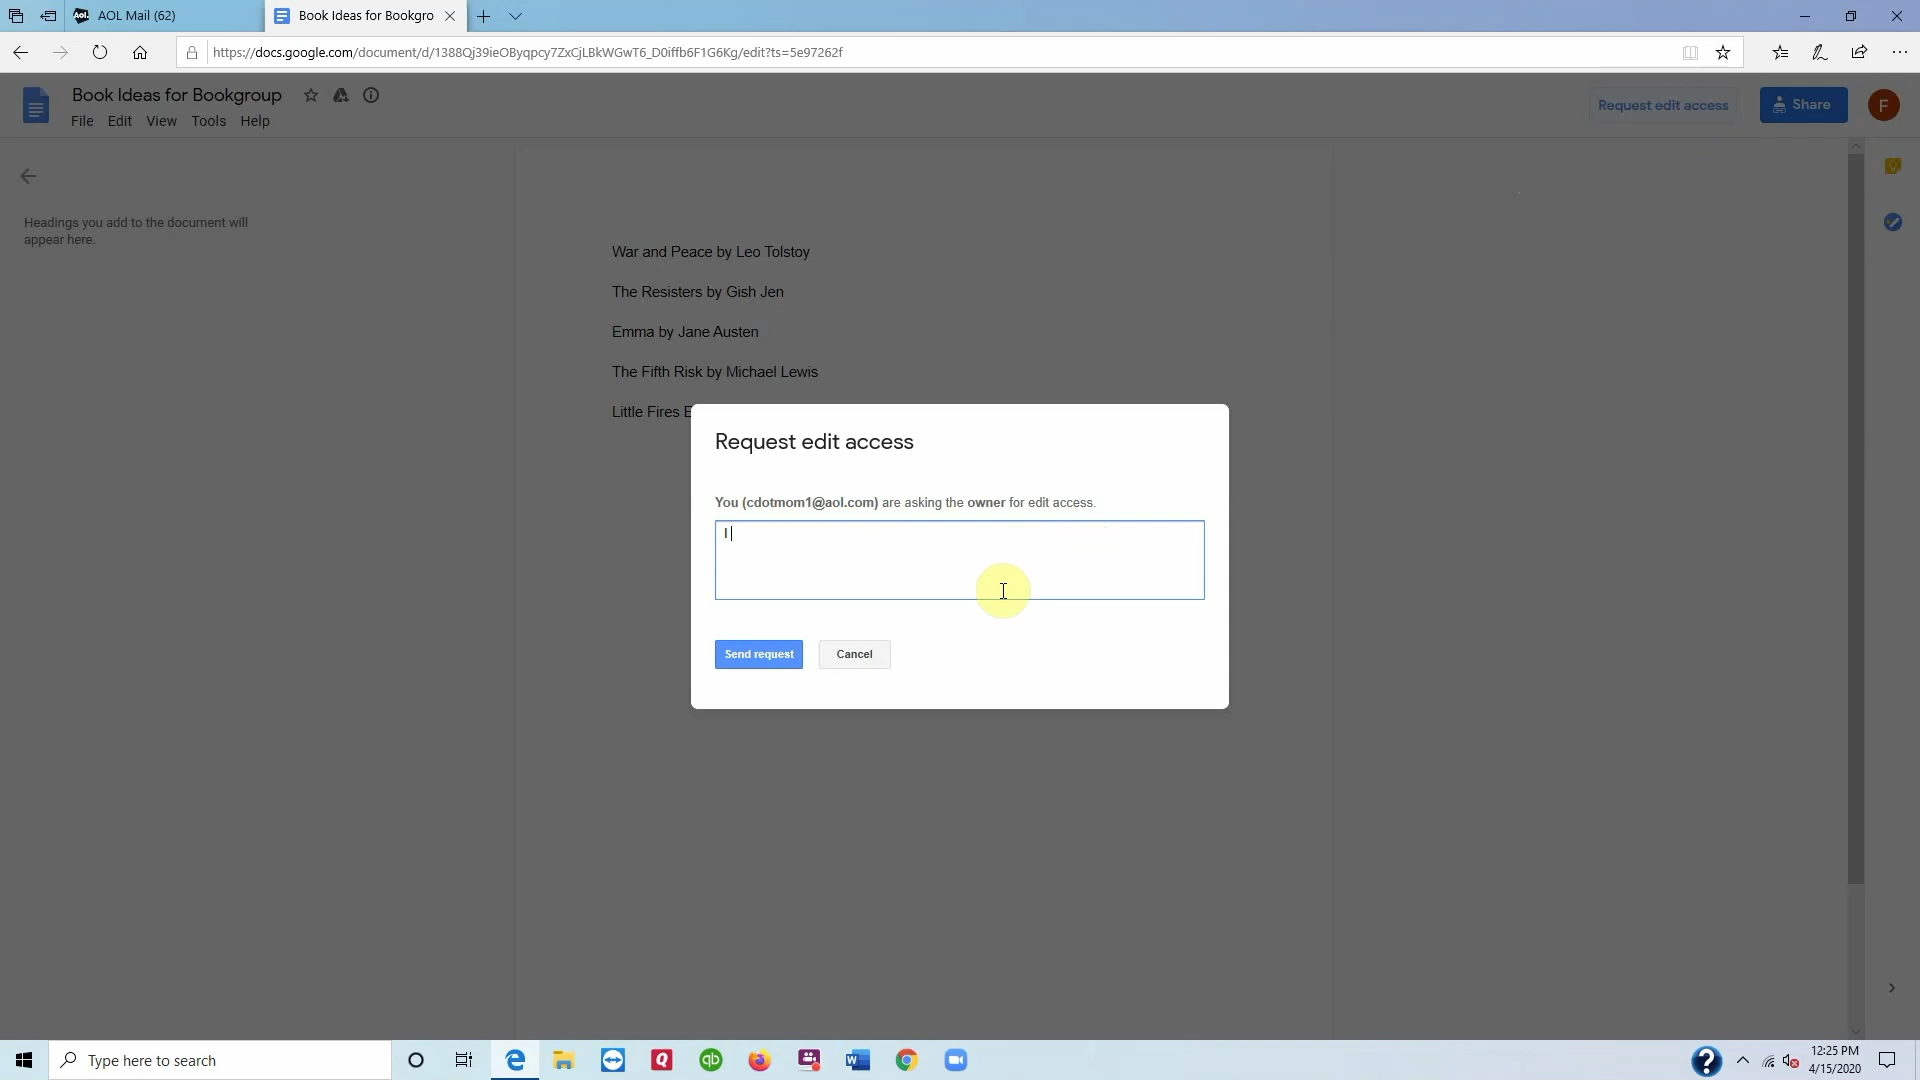 Aol. AOL Mail (62)
Book Ideas for Bookgro
https://docs.google.com/document/d/1388Qj39ieOByqpcy7ZxCjLBkWGwT6_D0iffb6F1G6Kg/edit?ts=5e97262f
Book Ideas for Bookgroup
Request edit access
Share
F
File Edit View Tools Help
Headings you add to the document will
appear here.
War and Peace by Leo Tolstoy
The Resisters by Gish Jen
Emma by Jane Austen
The Fifth Risk by Michael Lewis
Little Fires E
Request edit access
You (cdotmom1@aol.com) are asking the owner for edit access.
I
Send request
Cancel
Type here to search
12:25 PM
4/15/2020